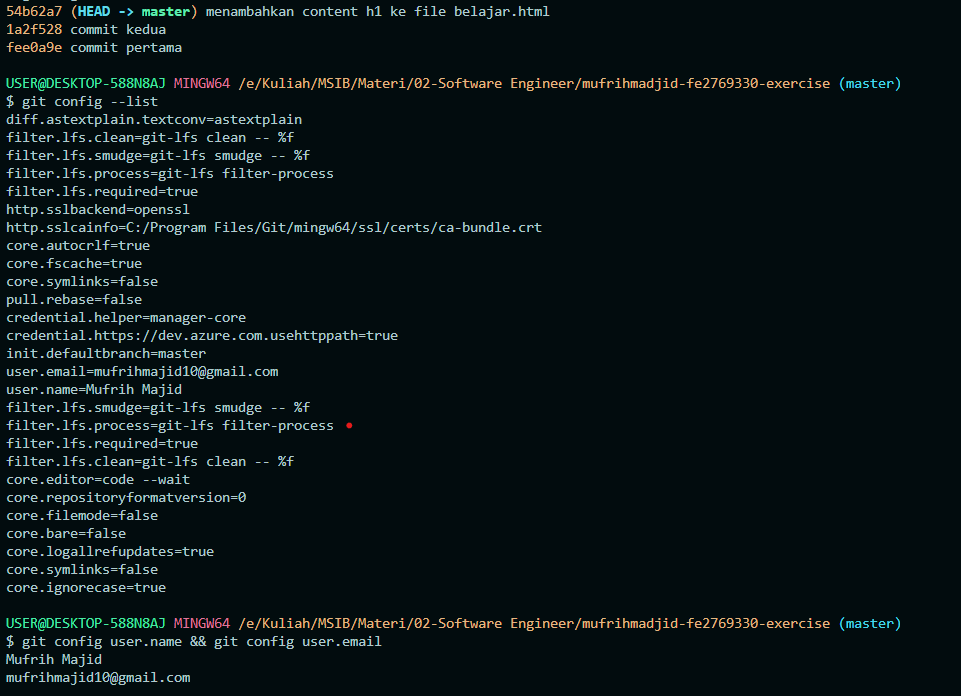 54b62a7 (HEAD -> master) menambahkan content h1 ke file belajar.html
1a2f528 commit kedua
fee0a9e commit pertama
USER@DESKTOP-588N8AJ MINGW64 /e/Kuliah/MSIB/Materi/02-Software Engineer/mufrihmadjid-fe2769330-exercise (master)
$ git config --list
diff.astextplain.textconv=astextplain
filter.lfs.clean=git-lfs clean -- %f
filter.lfs.smudge=git-lfs smudge -- %f
filter.lfs.process=git-lfs filter-process
filter.lfs.required=true
http.sslbackend=openssl
http.sslcainfo=C:/Program Files/Git/mingw64/ssl/certs/ca-bundle.crt
core.autocrlf=true
core.fscache=true
core.symlinks=false
pull.rebase=false
credential.helper=manager-core
credential.https://dev.azure.com.usehttppath=true
init.defaultbranch=master
user.email=mufrihmajid10@gmail.com
user.name=Mufrih Majid
filter.lfs.smudge=git-lfs smudge -- %f
filter.lfs.process=git-lfs filter-process
filter.lfs.required=true
filter.lfs.clean=git-lfs clean -- %f
core.editor=code --wait
core.repositoryformatversion=0
core.filemode=false
core.bare=false
core.logallrefupdates=true
core.symlinks=false
core.ignorecase=true
USER@DESKTOP-588N8AJ MINGW64 /e/Kuliah/MSIB/Materi/02-Software Engineer/mufrihmadjid-fe2769330-exercise (master)
$ git config user.name && git config user.email
Mufrih Majid
mufrihmajid10@gmail.com